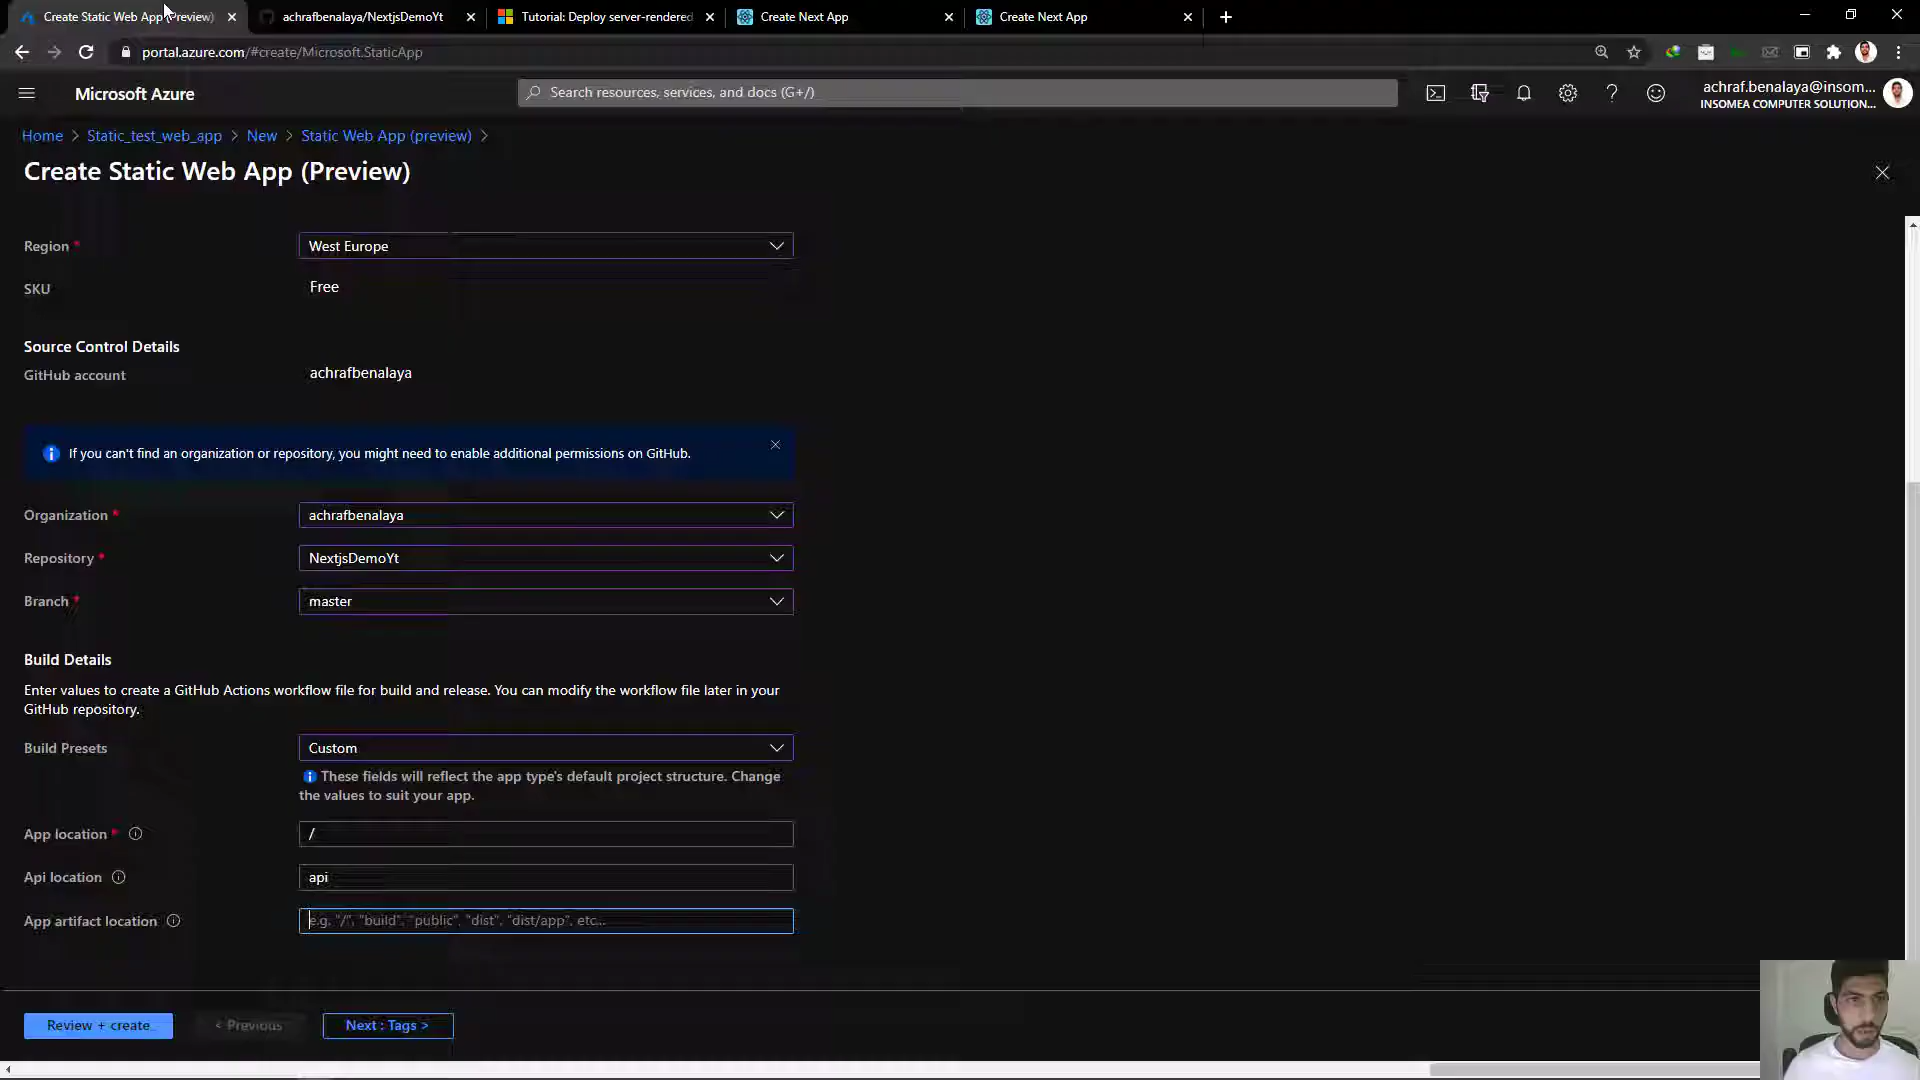 Create Static Web App (Preview)
achrafbenalaya/NextjsDemoYt
Tutorial: Deploy server-rendered
Create Next App
Create Next App
portal.azure.com/#create/Microsoft.StaticApp
Microsoft Azure
Search resources, services, and docs (G+/)
achraf.benalaya@insom...
INSOMEA COMPUTER SOLUTION...
Home > Static_test_web_app > New > Static Web App (preview) >
Create Static Web App (Preview)
Region *
West Europe
SKU
Free
Source Control Details
GitHub account
achrafbenalaya
If you can't find an organization or repository, you might need to enable additional permissions on GitHub.
Organization *
achrafbenalaya
Repository *
NextjsDemoYt
Branch *
master
Build Details
Enter values to create a GitHub Actions workflow file for build and release. You can modify the workflow file later in your
GitHub repository.
Build Presets
Custom
These fields will reflect the app type's default project structure. Change
the values to suit your app.
App location *
/
Api location
api
App artifact location
e.g. "/", "build", "public", "dist", "dist/app", etc...
Review + create
< Previous
Next : Tags >